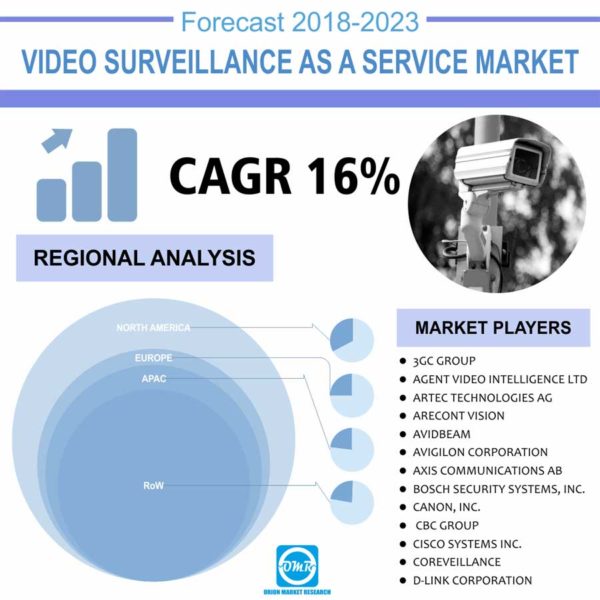 Forecast 2018-2023
VIDEO SURVEILLANCE AS A SERVICE MARKET
CAGR 16%
REGIONAL ANALYSIS
NORTH AMERICA
EUROPE
APAC
RoW
MARKET PLAYERS
3GC GROUP
AGENT VIDEO INTELLIGENCE LTD
ARTEC TECHNOLOGIES AG
ARECONT VISION
AVIDBEAM
AVIGILON CORPORATION
AXIS COMMUNICATIONS AB
BOSCH SECURITY SYSTEMS, INC.
CANON, INC.
CBC GROUP
CISCO SYSTEMS INC.
COREVEILLANCE
D-LINK CORPORATION
OMR
ORION MARKET RESEARCH